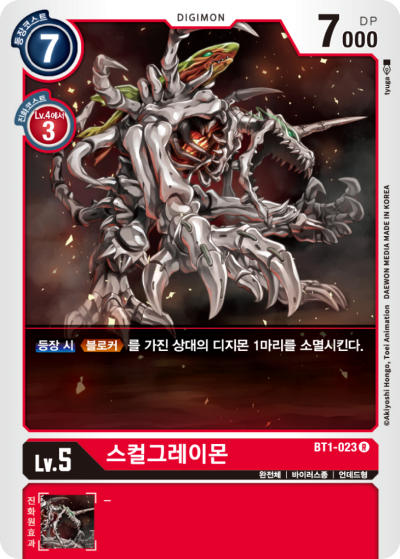 등장코스트
7
DIGIMON
7000
DP
진화코스트
Lv.4에서
3
tyuga
©Akiyoshi Hongo, Toei Animation DAEWON MEDIA MADE IN KOREA
등장 시 블로커 를 가진 상대의 디지몬 1마리를 소멸시킨다.
BT1-023 R
Lv.5
스컬그레이몬
완전체 | 바이러스종 | 언데드형
진화원효과
–